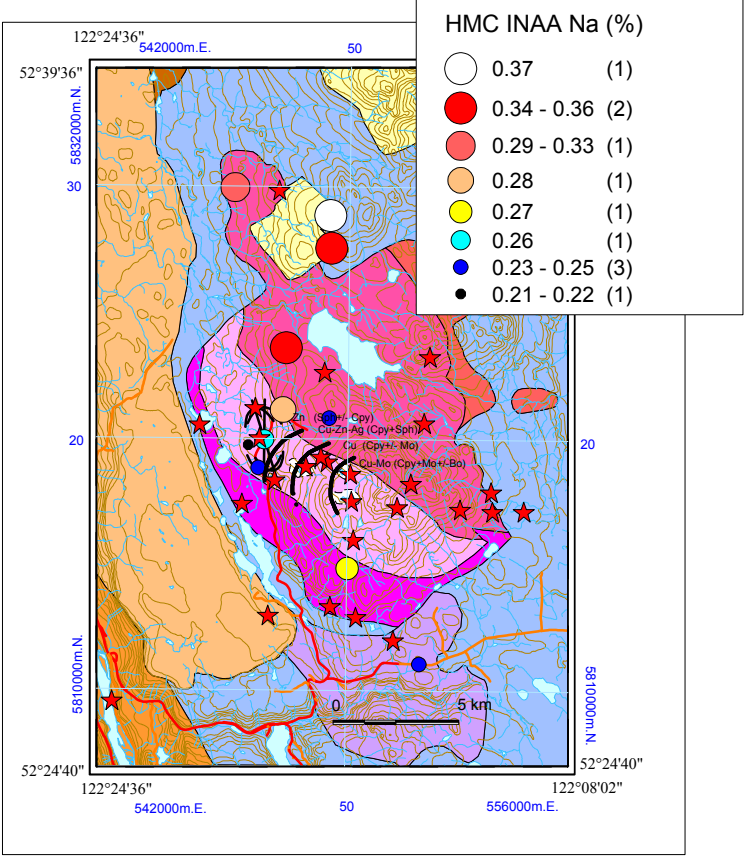 HMC INAA Na (%)
0.37 (1)
0.34 - 0.36 (2)
0.29 - 0.33 (1)
0.28 (1)
0.27 (1)
0.26 (1)
0.23 - 0.25 (3)
0.21 - 0.22 (1)
122°24'36"
542000m.E.
50
52°39'36"
5832000m.N.
30
Zn (Sph+/- Cpy)
Cu-Zn-Ag (Cpy+Sph)
20
20
Cu (Cpy+/- Mo)
Cu-Mo (Cpy+Mo+/-Bo)
5810000m.N.
5810000m.N.
0
5 km
52°24'40"
52°24'40"
122°24'36"
122°08'02"
542000m.E.
50
556000m.E.